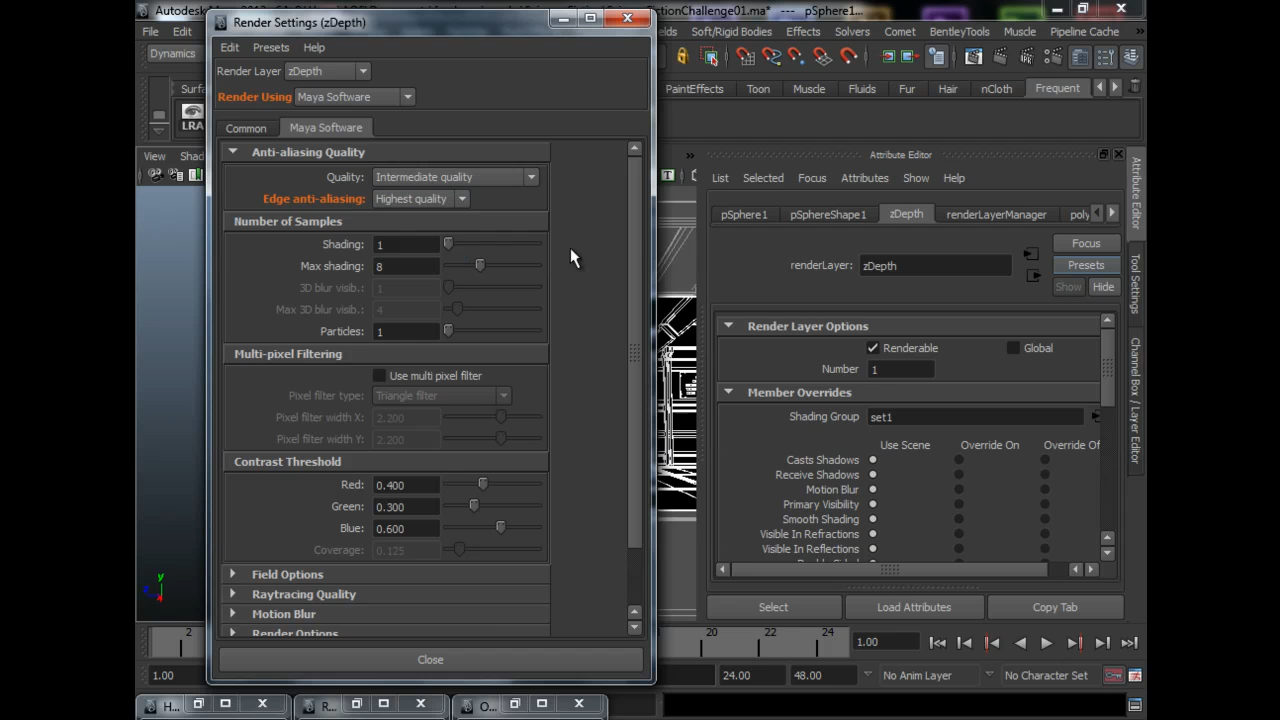 Autodesk
FictionChallenge01.ma* - pSphere1...
File Edit
Soft/Rigid Bodies Effects Solvers Comet BentleyTools Muscle Pipeline Cache
Dynamics
PaintEffects Toon Muscle Fluids Fur Hair nCloth Frequent
LRA
View
Render Settings (zDepth)
Edit Presets Help
Render Layer zDepth
Render Using Maya Software
Common Maya Software
Anti-aliasing Quality
Quality: Intermediate quality
Edge anti-aliasing: Highest quality
Number of Samples
Shading: 1
Max shading: 8
3D blur visib.: 1
Max 3D blur visib.: 4
Particles: 1
Multi-pixel Filtering
Use multi pixel filter
Pixel filter type: Triangle filter
Pixel filter width X: 2.200
Pixel filter width Y: 2.200
Contrast Threshold
Red: 0.400
Green: 0.300
Blue: 0.600
Coverage: 0.125
Field Options
Raytracing Quality
Motion Blur
Render Options
Close
Attribute Editor
List Selected Focus Attributes Show Help
pSphere1 pSphereShape1 zDepth renderLayerManager poly
renderLayer: zDepth
Focus
Presets
Show Hide
Render Layer Options
Renderable Global
Number 1
Member Overrides
Shading Group set1
Use Scene Override On Override Of
Casts Shadows
Receive Shadows
Motion Blur
Primary Visibility
Smooth Shading
Visible In Refractions
Visible In Reflections
Select Load Attributes Copy Tab
Attribute Editor
Tool Settings
Channel Box / Layer Editor
y
2 20 22 24 1.00
1.00 24.00 48.00 No Anim Layer No Character Set
H... R... O...